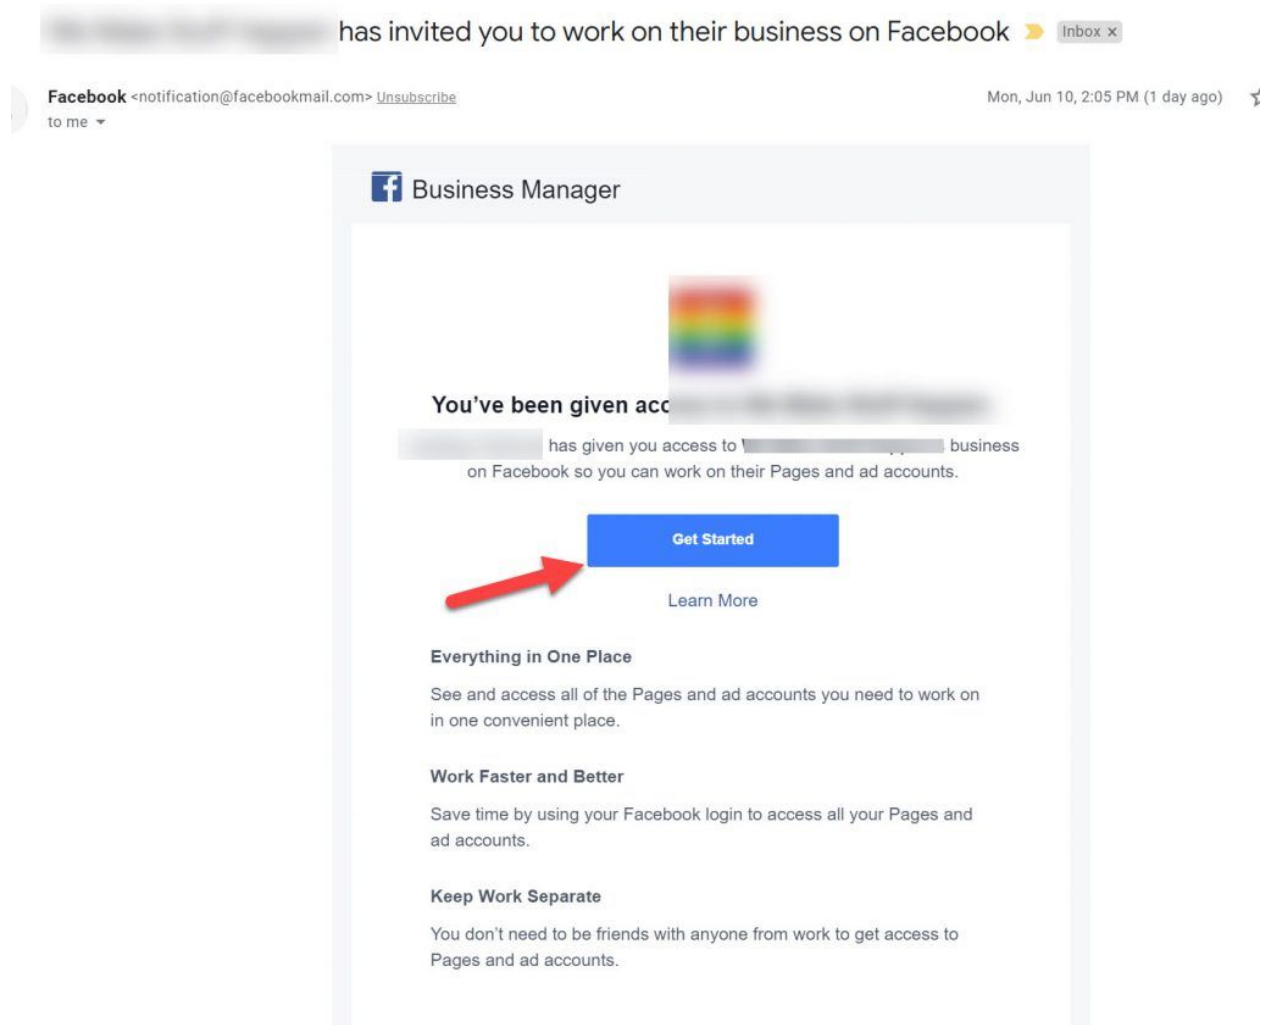 has invited you to work on their business on Facebook Inbox x
Facebook <notification@facebookmail.com> Unsubscribe Mon, Jun 10, 2:05 PM (1 day ago)
to me
Business Manager
You've been given
has given you access to business
on Facebook so you can work on their Pages and ad accounts.
Get Started
Learn More
Everything in One Place
See and access all of the Pages and ad accounts you need to work on
in one convenient place.
Work Faster and Better
Save time by using your Facebook login to access all your Pages and
ad accounts.
Keep Work Separate
You don't need to be friends with anyone from work to get access to
Pages and ad accounts.